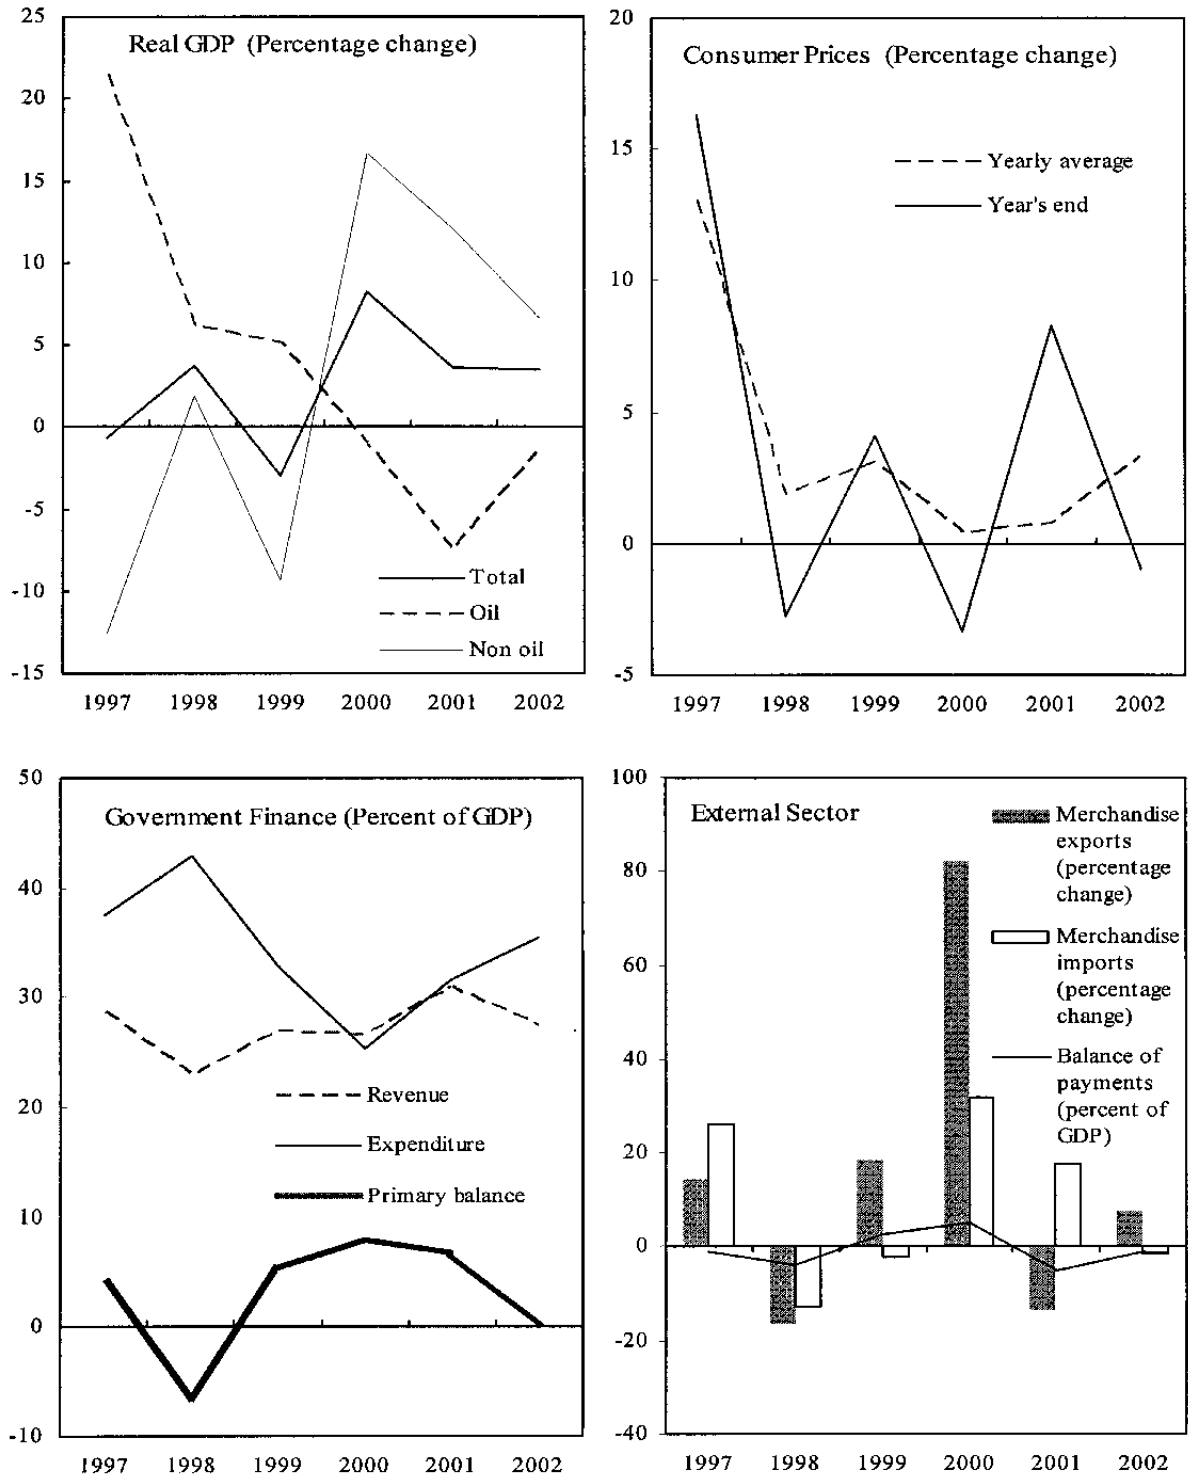 Real GDP (Percentage change)
25
20
15
10
5
0
-5
-10
-15
Total
Oil
Non oil
1997 1998 1999 2000 2001 2002
Consumer Prices (Percentage change)
20
15
10
5
0
-5
Yearly average
Year's end
1997 1998 1999 2000 2001 2002
Government Finance (Percent of GDP)
50
40
30
20
10
0
-10
Revenue
Expenditure
Primary balance
1997 1998 1999 2000 2001 2002
External Sector
100
80
60
40
20
0
-20
-40
Merchandise
exports
(percentage
change)
Merchandise
imports
(percentage
change)
Balance of
payments
(percent of
GDP)
1997 1998 1999 2000 2001 2002